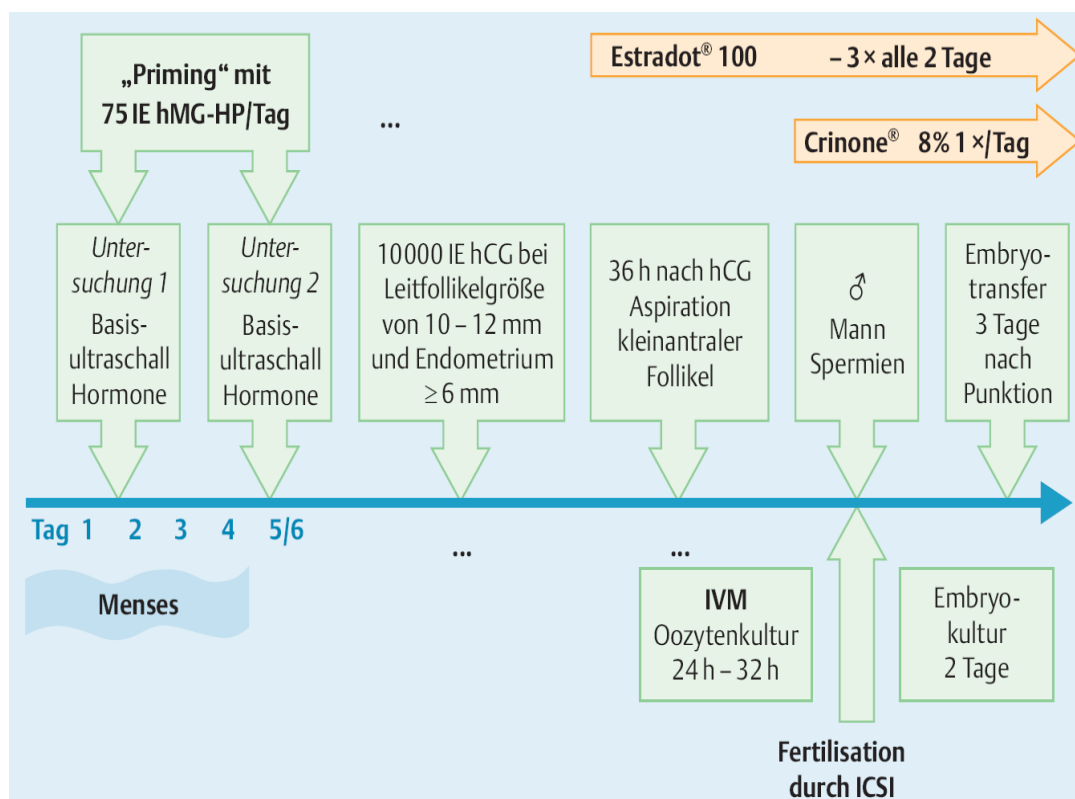 „Priming“ mit
75 IE hMG-HP/Tag
...
Estradot® 100 – 3 × alle 2 Tage
Crinone® 8% 1 ×/Tag
Unter-
suchung 1
Basis-
ultraschall
Hormone
Unter-
suchung 2
Basis-
ultraschall
Hormone
10000 IE hCG bei
Leitfollikelgröße
von 10 – 12 mm
und Endometrium
≥ 6 mm
36 h nach hCG
Aspiration
kleinantraler
Follikel
♂
Mann
Spermien
Embryo-
transfer
3 Tage
nach
Punktion
Tag 1 2 3 4 5/6
... ...
Menses
IVM
Oozytenkultur
24 h – 32 h
Embryo-
kultur
2 Tage
Fertilisation
durch ICSI